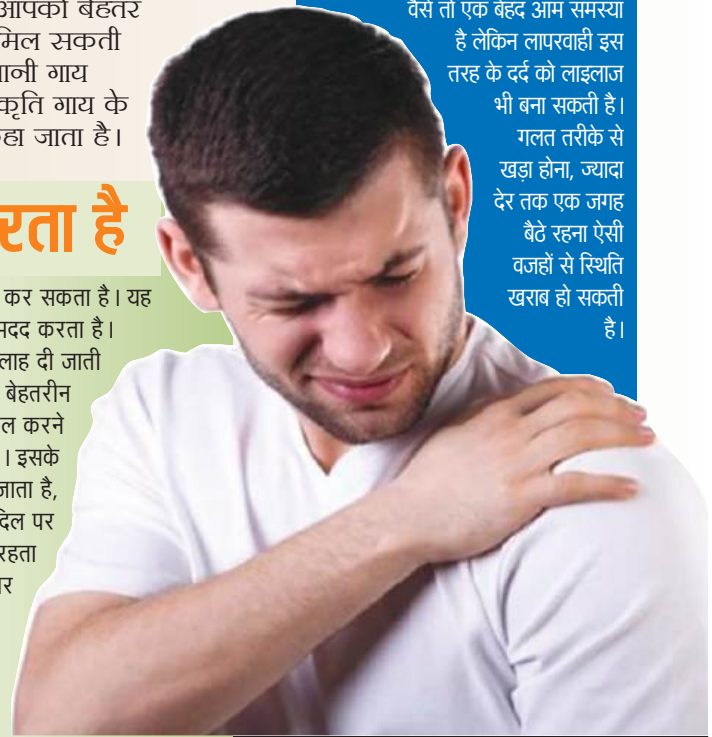 आपको बेहतर
मिल सकती
गाय
गाय के
जाता है।
है
कर सकता है। यह
मदद करता है।
दी जाती
बेहतरीन
करने
। इसके
जाता है,
दिल पर
रहता
वैसे तो एक बेहद आम समस्या
है लेकिन लापरवाही इस
तरह के दर्द को लाइलाज
भी बना सकती है।
गलत तरीके से
खड़ा होना, ज्यादा
देर तक एक जगह
बैठे रहना ऐसी
वजहों से स्थिति
खराब हो सकती
है।